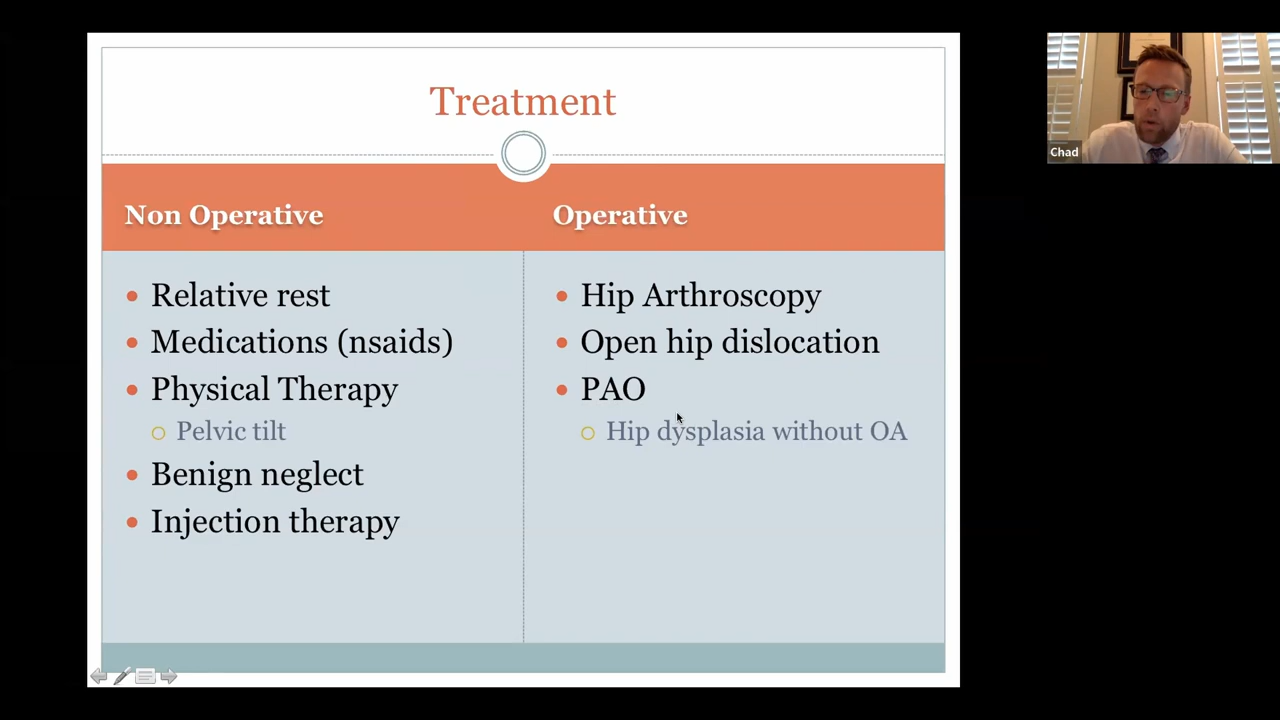 Treatment
Non Operative
Relative rest
Medications (nsaids)
Physical Therapy
Pelvic tilt
Benign neglect
Injection therapy
Operative
Hip Arthroscopy
Open hip dislocation
PAO
Hip dysplasia without OA
Chad